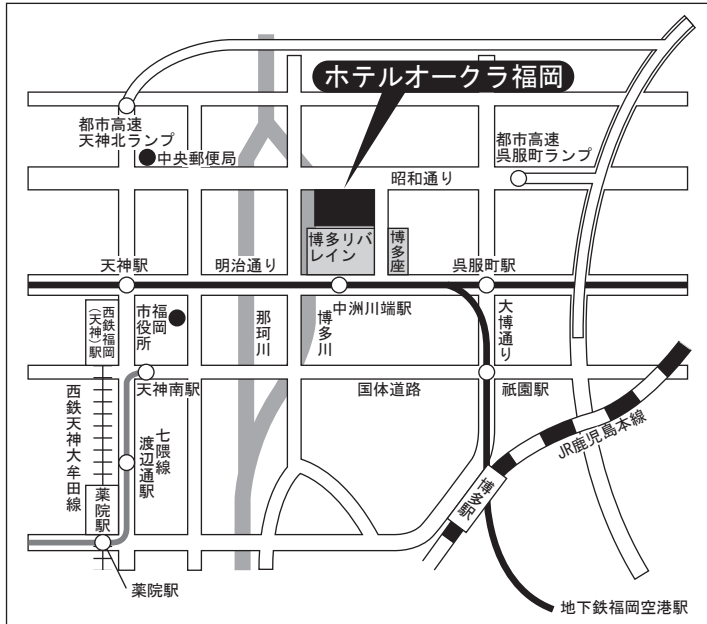 ホテルオークラ福岡
都市高速
天神北ランプ
中央郵便局
昭和通り
都市高速
呉服町ランプ
博多リバ
レイン
博多座
天神駅
明治通り
呉服町駅
中洲川端駅
西鉄福岡
(天神)駅
福岡
市役所
那珂川
博多川
大博通り
天神南駅
国体道路
祇園駅
西鉄天神大牟田線
七隈線
渡辺通駅
JR鹿児島本線
博多駅
薬院駅
薬院駅
地下鉄福岡空港駅